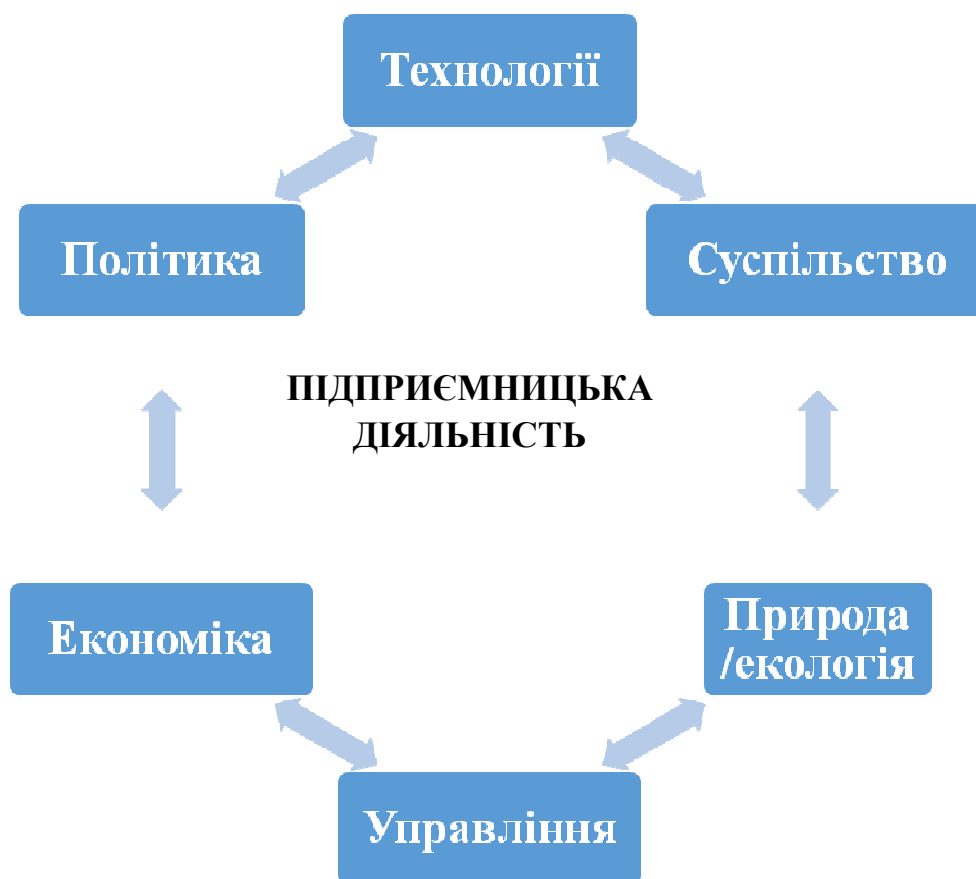 Технології
Політика
Суспільство
ПІДПРИЄМНИЦЬКА
ДІЯЛЬНІСТЬ
Економіка
Природа
/екологія
Управління